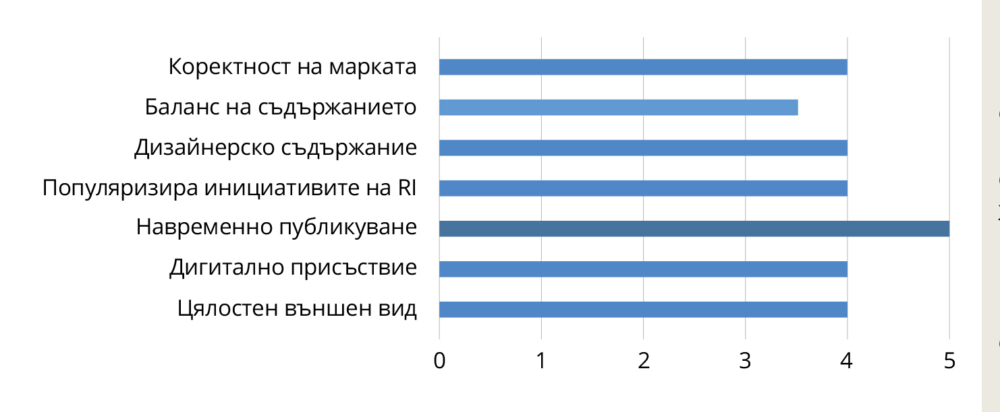 Коректност на марката
Баланс на съдържанието
Дизайнерско съдържание
Популяризира инициативите на RI
Навременно публикуване
Дигитално присъствие
Цялостен външен вид
0 1 2 3 4 5